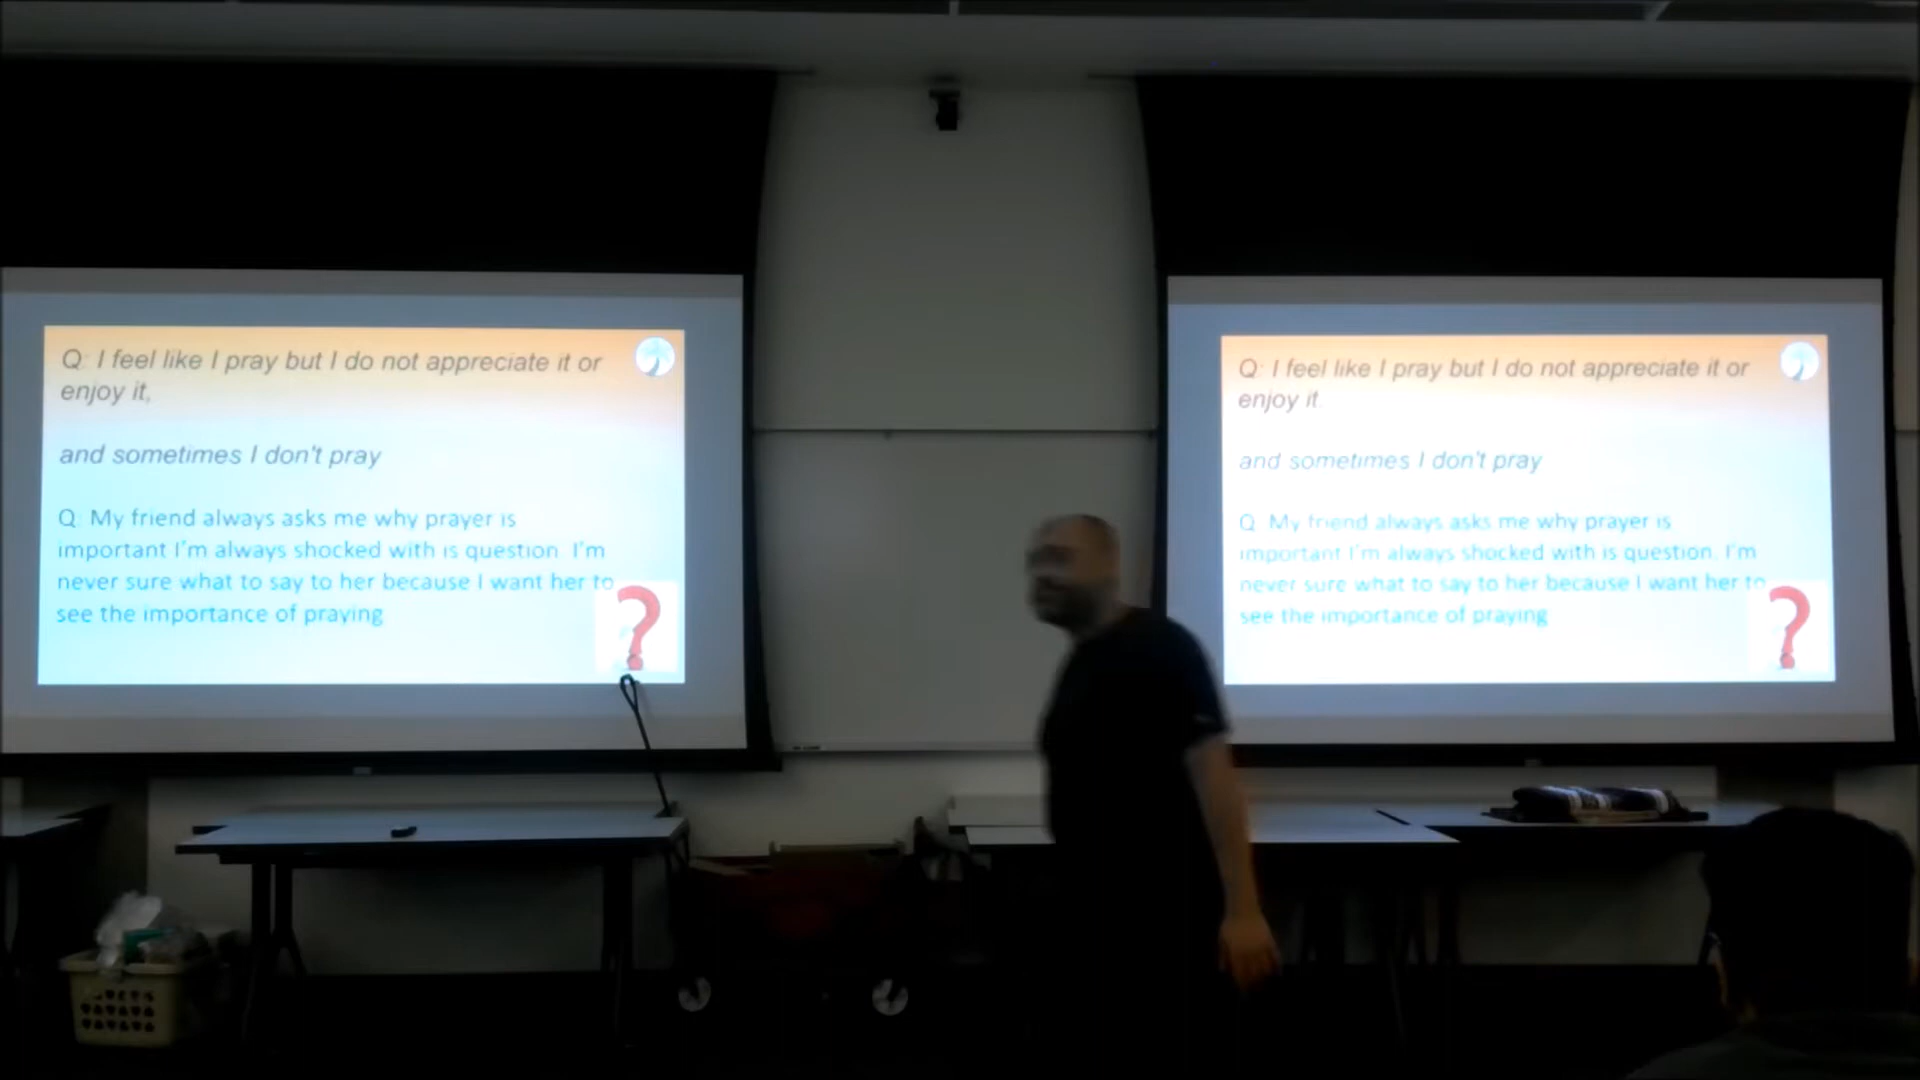 Q: I feel like I pray but I do not appreciate it or
enjoy it,
and sometimes I don't pray
Q: My friend always asks me why prayer is
important I'm always shocked with is question. I'm
never sure what to say to her because I want her to
see the importance of praying
?
Q: I feel like I pray but I do not appreciate it or
enjoy it.
and sometimes I don't pray
Q: My friend always asks me why prayer is
important I'm always shocked with is question. I'm
never sure what to say to her because I want her to
see the importance of praying
?